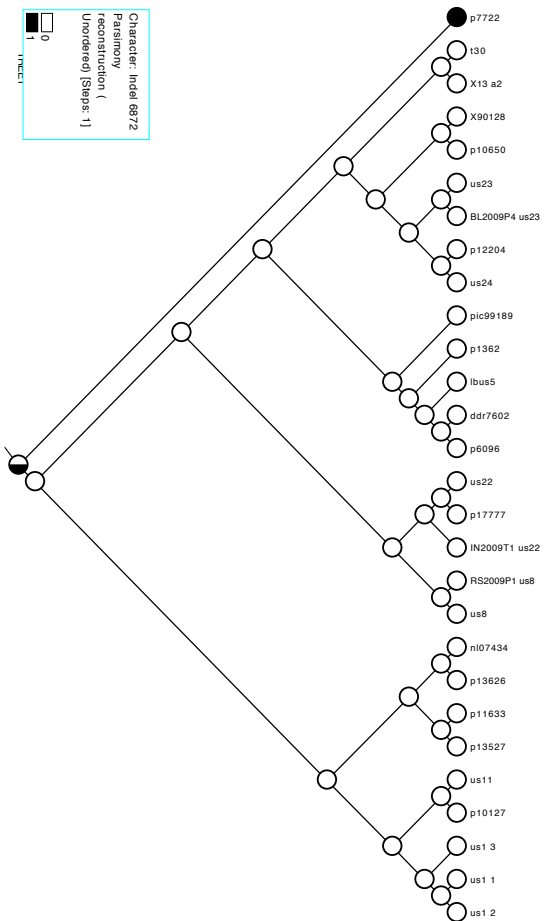 Character: Indel 6872
Parsimony
reconstruction (
Unordered) [Steps: 1]
0
1
p7722
t30
X13 a2
X90128
p10650
us23
BL2009P4 us23
p12204
us24
pic99189
p1362
lbus5
ddr7602
p6096
us22
p17777
IN2009T1 us22
RS2009P1 us8
us8
nl07434
p13626
p11633
p13527
us11
p10127
us1 3
us1 1
us1 2